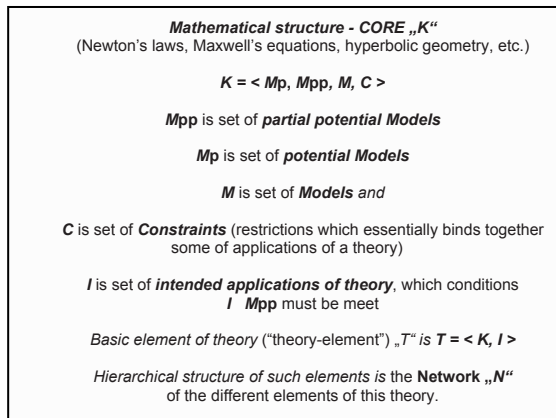 Mathematical structure - CORE „K“
(Newton’s laws, Maxwell’s equations, hyperbolic geometry, etc.)
K = < Mp, Mpp, M, C >
Mpp is set of partial potential Models
Mp is set of potential Models
M is set of Models and
C is set of Constraints (restrictions which essentially binds together
some of applications of a theory)
I is set of intended applications of theory, which conditions
I Mpp must be meet
Basic element of theory (“theory-element”) „T“ is T = < K, I >
Hierarchical structure of such elements is the Network „N“
of the different elements of this theory.